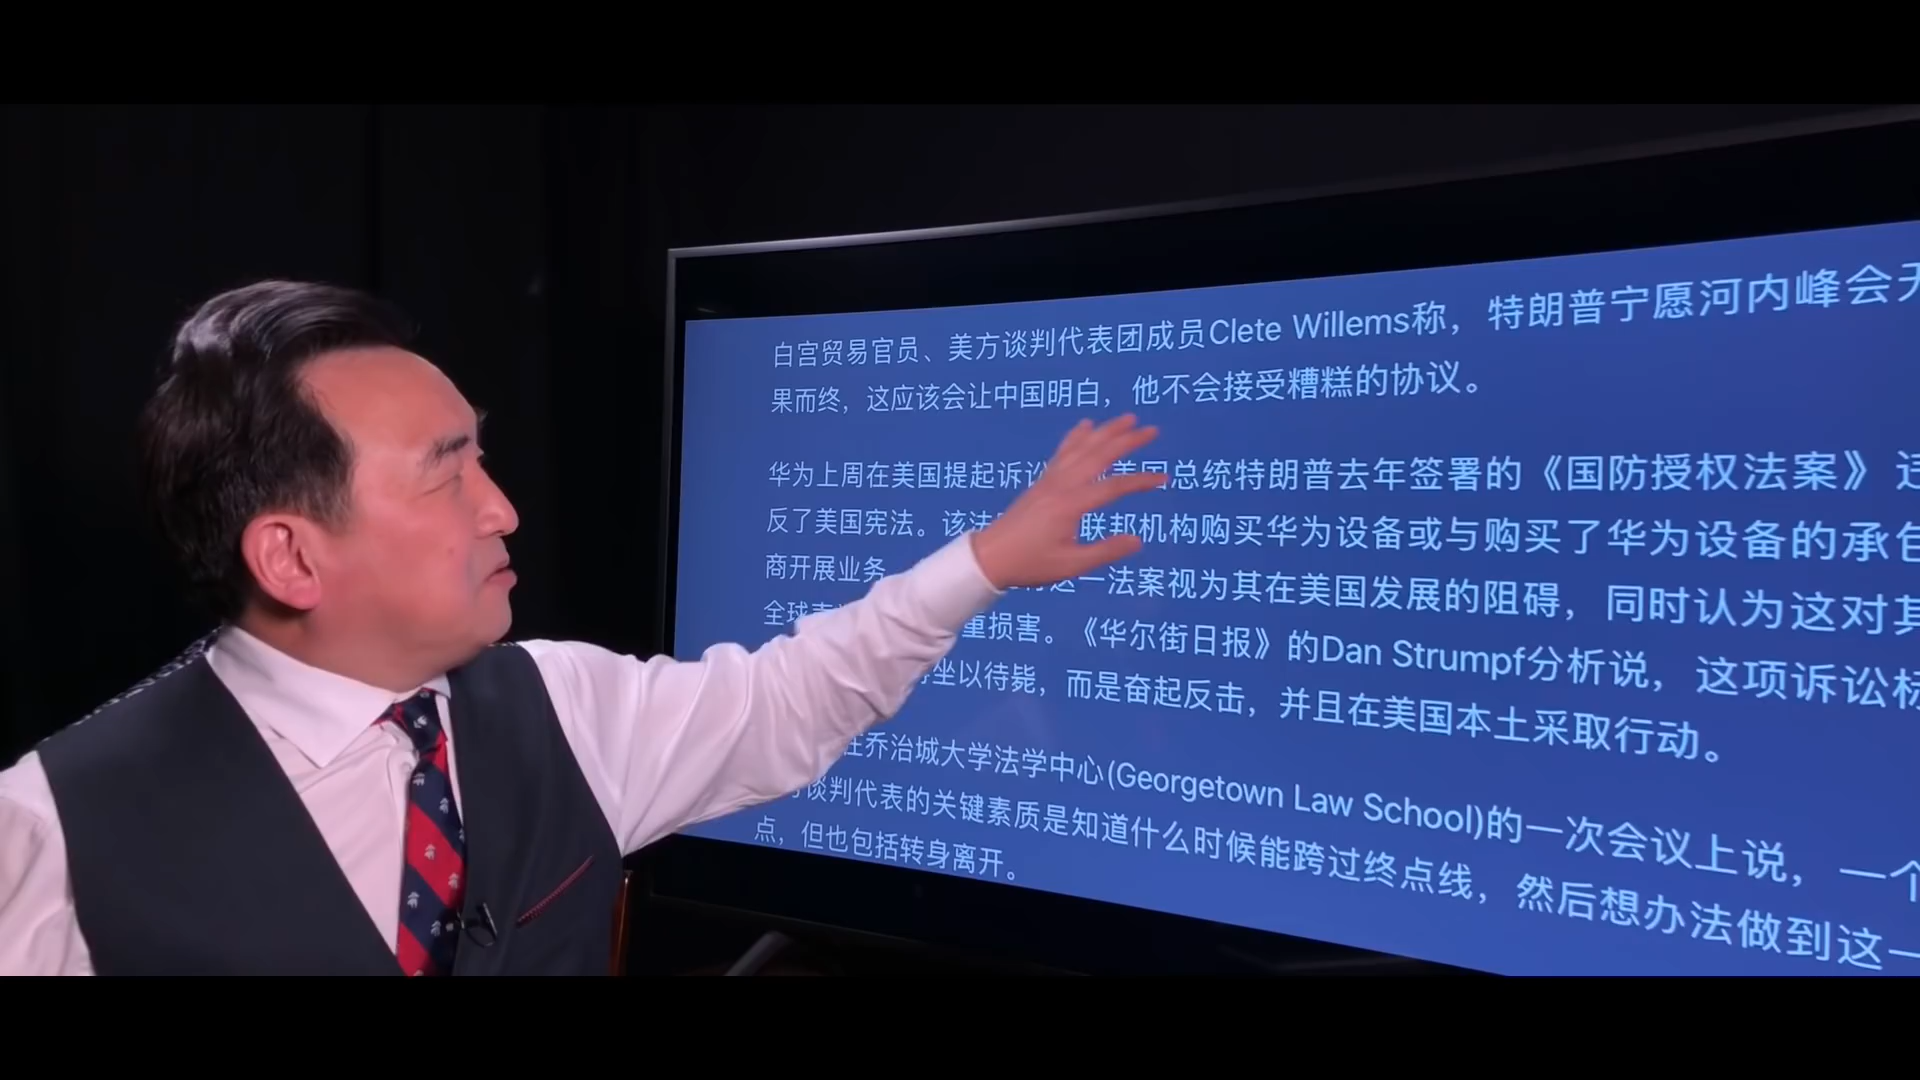 白宫贸易官员、美方谈判代表团成员Clete Willems称，特朗普宁愿河内峰会
果而终，这应该会让中国明白，他不会接受糟糕的协议。
华为上周在美国提起诉讼 美国总统特朗普去年签署的《国防授权法案》违
反了美国宪法。该法 联邦机构购买华为设备或与购买了华为设备的承包
商开展业务 这一法案视为其在美国发展的阻碍，同时认为这对其
全球 重损害。《华尔街日报》的Dan Strumpf分析说，这项诉讼标
坐以待毙，而是奋起反击，并且在美国本土采取行动。
在乔治城大学法学中心(Georgetown Law School)的一次会议上说，一个
谈判代表的关键素质是知道什么时候能跨过终点线，然后想办法做到这一
点，但也包括转身离开。